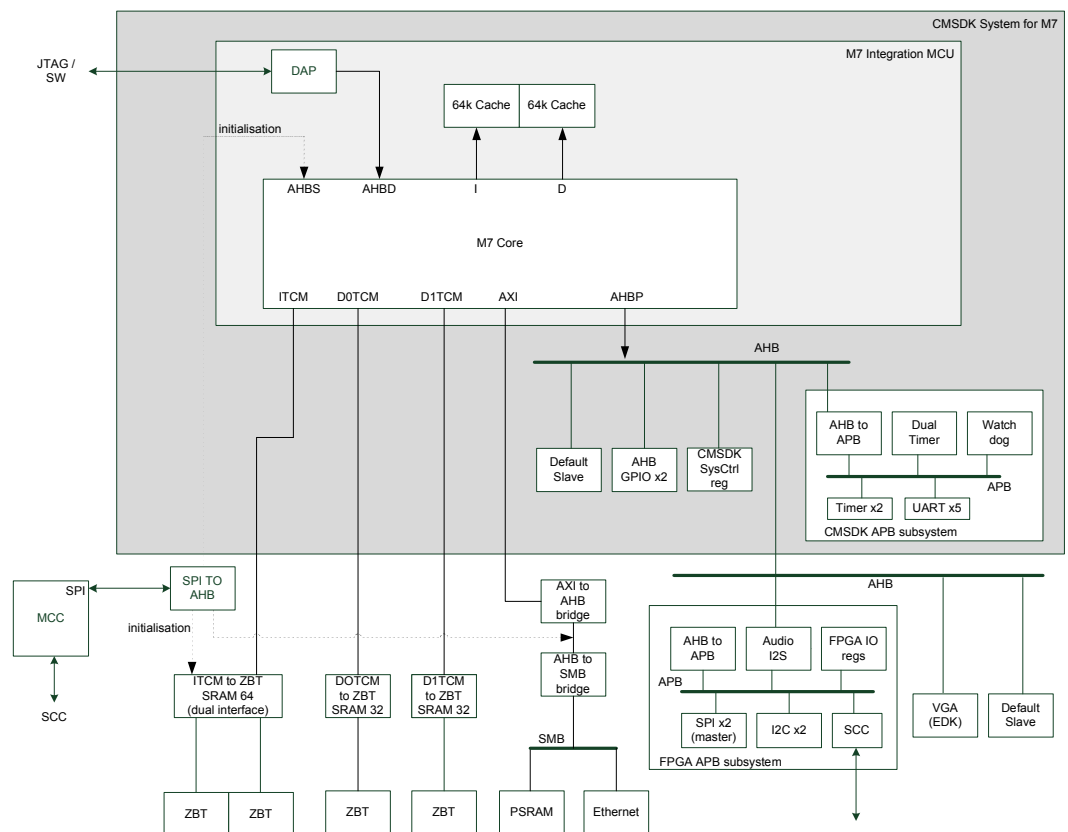 CMSDK System for M7
M7 Integration MCU
JTAG /
SW
DAP
64k Cache
64k Cache
initialisation
AHBS
AHBD
I
D
M7 Core
ITCM
D0TCM
D1TCM
AXI
AHBP
AHB
Default
Slave
AHB
GPIO x2
CMSDK
SysCtrl
reg
AHB to
APB
Dual
Timer
Watch
dog
APB
Timer x2
UART x5
CMSDK APB subsystem
SPI
MCC
SPI TO
AHB
initialisation
SCC
AXI to
AHB
bridge
AHB to
SMB
bridge
AHB
ITCM to ZBT
SRAM 64
(dual interface)
DOTCM
to ZBT
SRAM 32
D1TCM
to ZBT
SRAM 32
SMB
AHB to
APB
Audio
I2S
FPGA IO
regs
APB
SPI x2
(master)
I2C x2
SCC
FPGA APB subsystem
VGA
(EDK)
Default
Slave
ZBT
ZBT
ZBT
ZBT
PSRAM
Ethernet